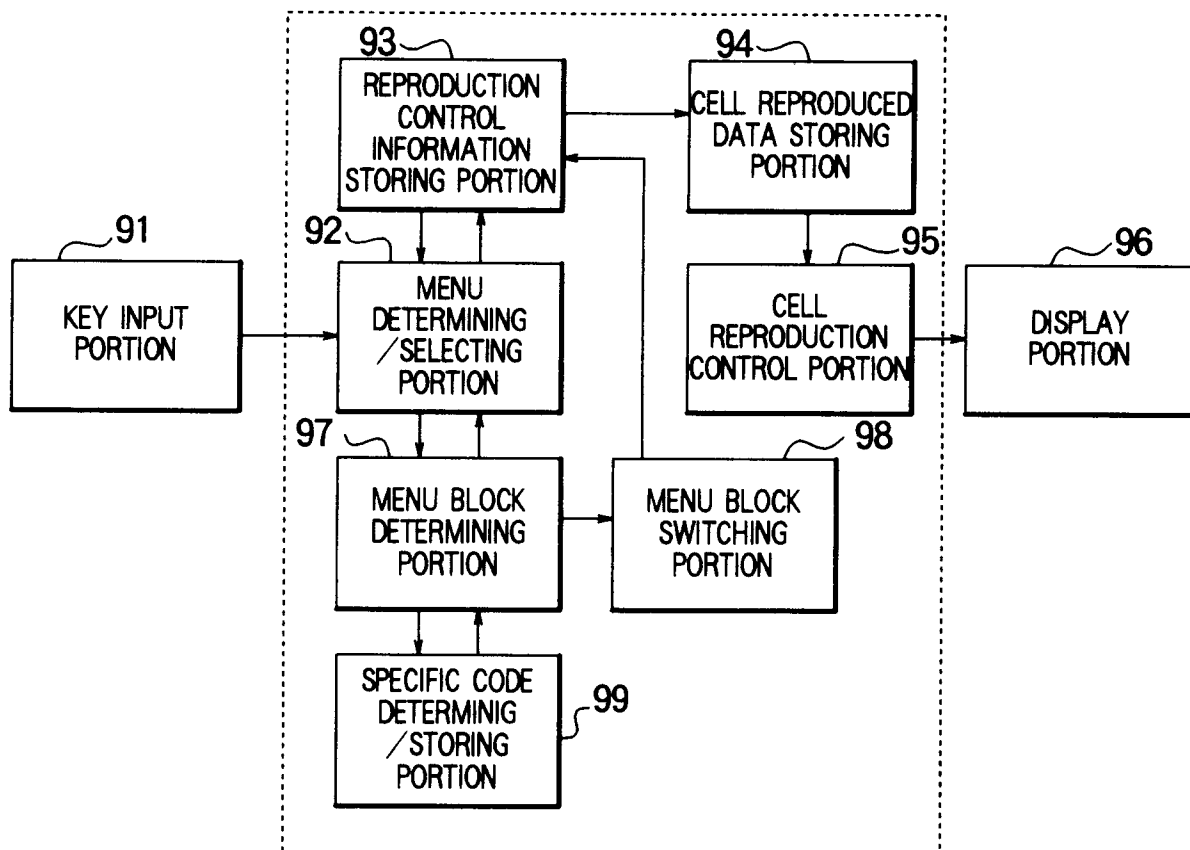 93
REPRODUCTION
CONTROL
INFORMATION
STORING PORTION
94
CELL REPRODUCED
DATA STORING
PORTION
91
KEY INPUT
PORTION
92
MENU
DETERMINING
/SELECTING
PORTION
95
CELL
REPRODUCTION
CONTROL PORTION
96
DISPLAY
PORTION
97
MENU BLOCK
DETERMINING
PORTION
98
MENU BLOCK
SWITCHING
PORTION
SPECIFIC CODE
DETERMINIG
/STORING
PORTION
99